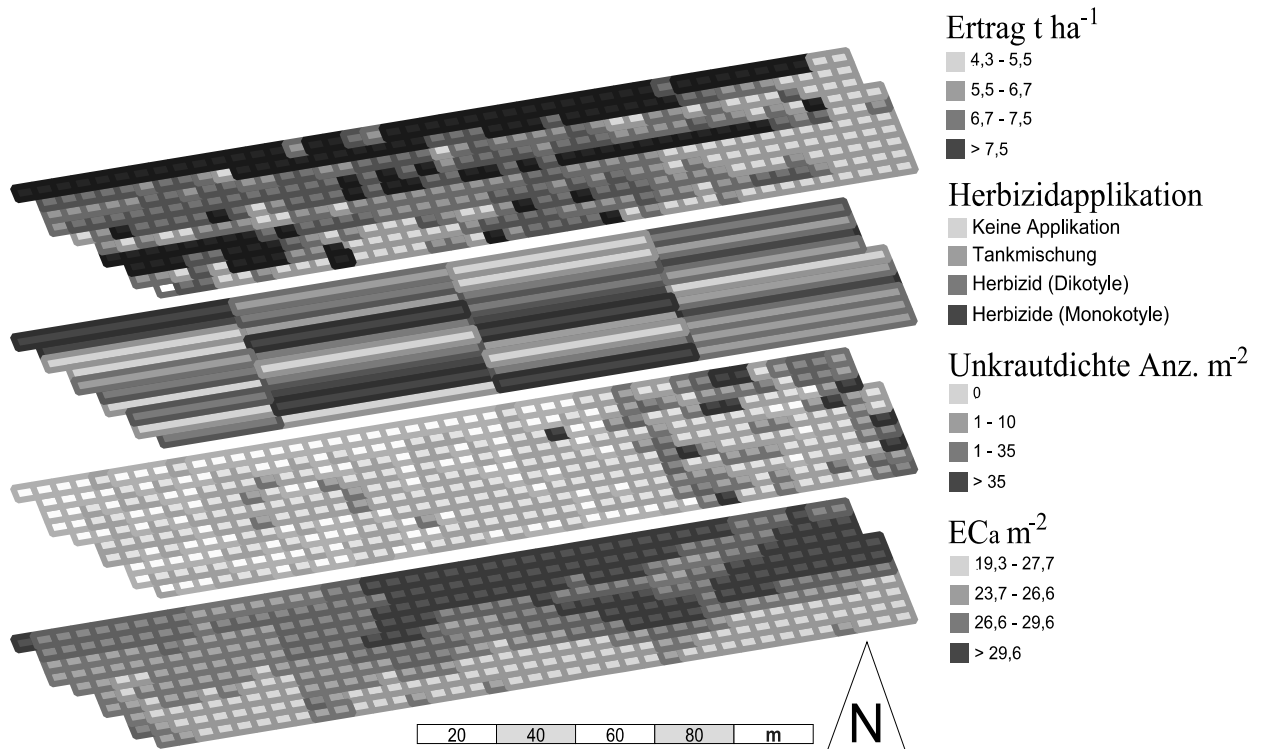 Ertrag t ha-1
4,3 - 5,5
5,5 - 6,7
6,7 - 7,5
> 7,5
Herbizidapplikation
Keine Applikation
Tankmischung
Herbizid (Dikotyle)
Herbizide (Monokotyle)
Unkrautdichte Anz. m-2
0
1 - 10
1 - 35
> 35
ECa m-2
19,3 - 27,7
23,7 - 26,6
26,6 - 29,6
> 29,6
20 40 60 80 m
N